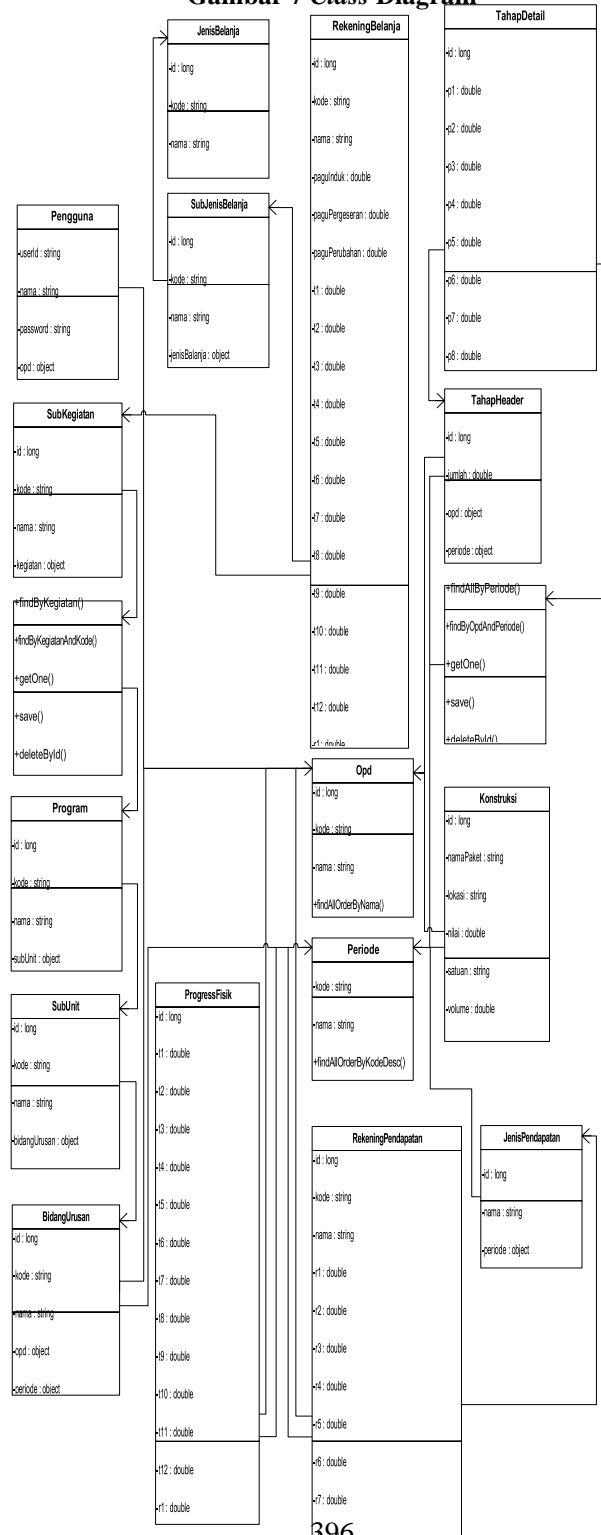 Gambar 7 Class Diagram
JenisBelanja
-id : long
-kode : string
-nama : string
RekeningBelanja
-id : long
-kode : string
-nama : string
-paguInduk : double
-paguPergeseran : double
-paguPerubahan : double
-t1 : double
-t2 : double
-t3 : double
-t4 : double
-t5 : double
-t6 : double
-t7 : double
-t8 : double
-t9 : double
-t10 : double
-t11 : double
-t12 : double
-r1 : double
TahapDetail
-id : long
-p1 : double
-p2 : double
-p3 : double
-p4 : double
-p5 : double
-p6 : double
-p7 : double
-p8 : double
SubJenisBelanja
-id : long
-kode : string
-nama : string
-jenisBalanja : object
Pengguna
-userId : string
-nama : string
-password : string
-opd : object
SubKegiatan
-id : long
-kode : string
-nama : string
-kegiatan : object
TahapHeader
-id : long
-jumlah : double
-opd : object
-periode : object
+findByKegiatan()
+findByKegiatanAndKode()
+getOne()
+save()
+deleteById()
+findAllByPeriode()
+findByOpdAndPeriode()
+getOne()
+save()
+deleteById()
Opd
-id : long
-kode : string
-nama : string
+findAllOrderByNama()
Konstruksi
-id : long
-namaPaket : string
-lokasi : string
-nilai : double
-satuan : string
-volume : double
Program
-id : long
-kode : string
-nama : string
-subUnit : object
Periode
-kode : string
-nama : string
+findAllOrderByKodeDesc()
SubUnit
-id : long
-kode : string
-nama : string
-bidangUrusan : object
ProgressFisik
-id : long
-t1 : double
-t2 : double
-t3 : double
-t4 : double
-t5 : double
-t6 : double
-t7 : double
-t8 : double
-t9 : double
-t10 : double
-t11 : double
-t12 : double
-r1 : double
RekeningPendapatan
-id : long
-kode : string
-nama : string
-r1 : double
-r2 : double
-r3 : double
-r4 : double
-r5 : double
-r6 : double
-r7 : double
JenisPendapatan
-id : long
-nama : string
-periode : object
BidangUrusan
-id : long
-kode : string
-nama : string
-opd : object
-periode : object
396